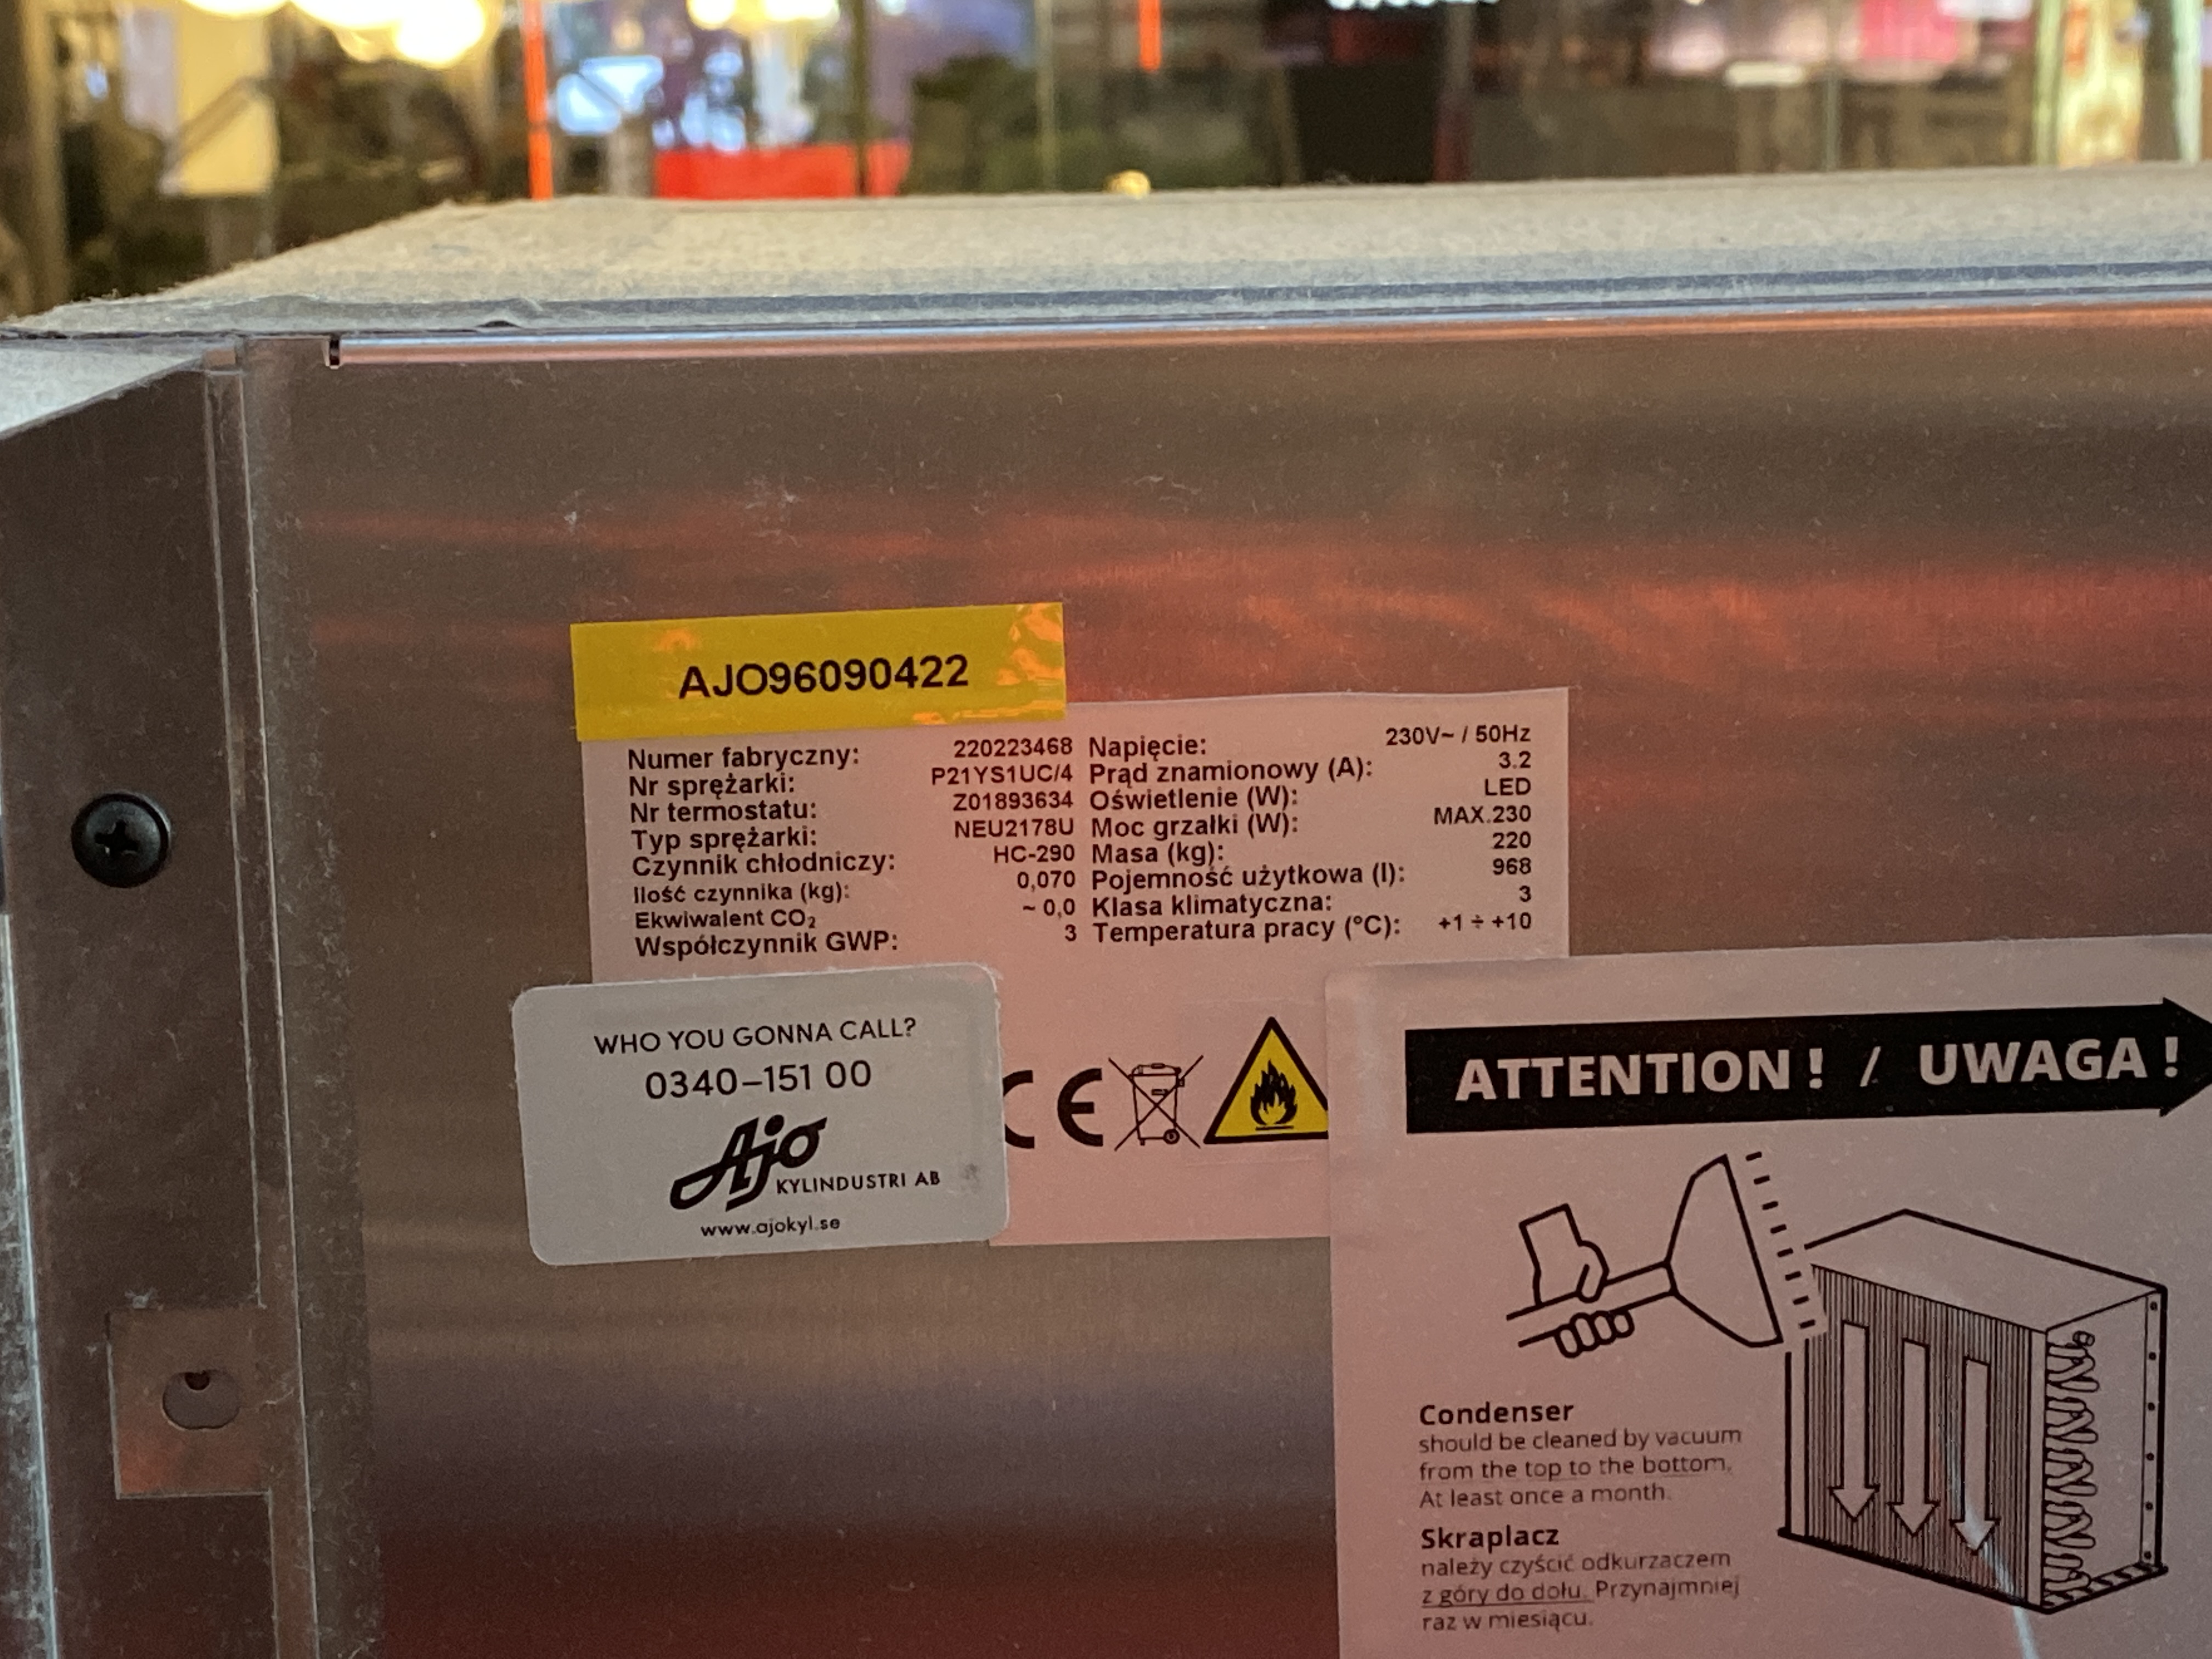 AJO96090422
Numer fabryczny: 220223468 Napięcie: 230V~ / 50Hz
Nr sprężarki: P21YS1UC/4 Prąd znamionowy (A): 3.2
Nr termostatu: Z01893634 Oświetlenie (W): LED
Typ sprężarki: NEU2178U Moc grzałki (W): MAX.230
Czynnik chłodniczy: HC-290 Masa (kg): 220
Ilość czynnika (kg): 0,070 Pojemność użytkowa (l): 968
Ekwiwalent CO₂ ~ 0,0 Klasa klimatyczna: 3
Współczynnik GWP: 3 Temperatura pracy (°C): +1 ÷ +10
WHO YOU GONNA CALL?
0340–151 00
Ajo
KYLINDUSTRI AB
www.ajokyl.se
CE
ATTENTION! / UWAGA!
Condenser
should be cleaned by vacuum
from the top to the bottom.
At least once a month.
Skraplacz
należy czyścić odkurzaczem
z góry do dołu. Przynajmniej
raz w miesiącu.